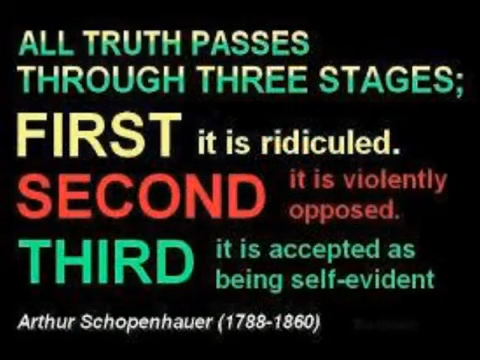 ALL TRUTH PASSES
THROUGH THREE STAGES;
FIRST it is ridiculed.
SECOND it is violently
opposed.
THIRD it is accepted as
being self-evident
Arthur Schopenhauer (1788-1860)